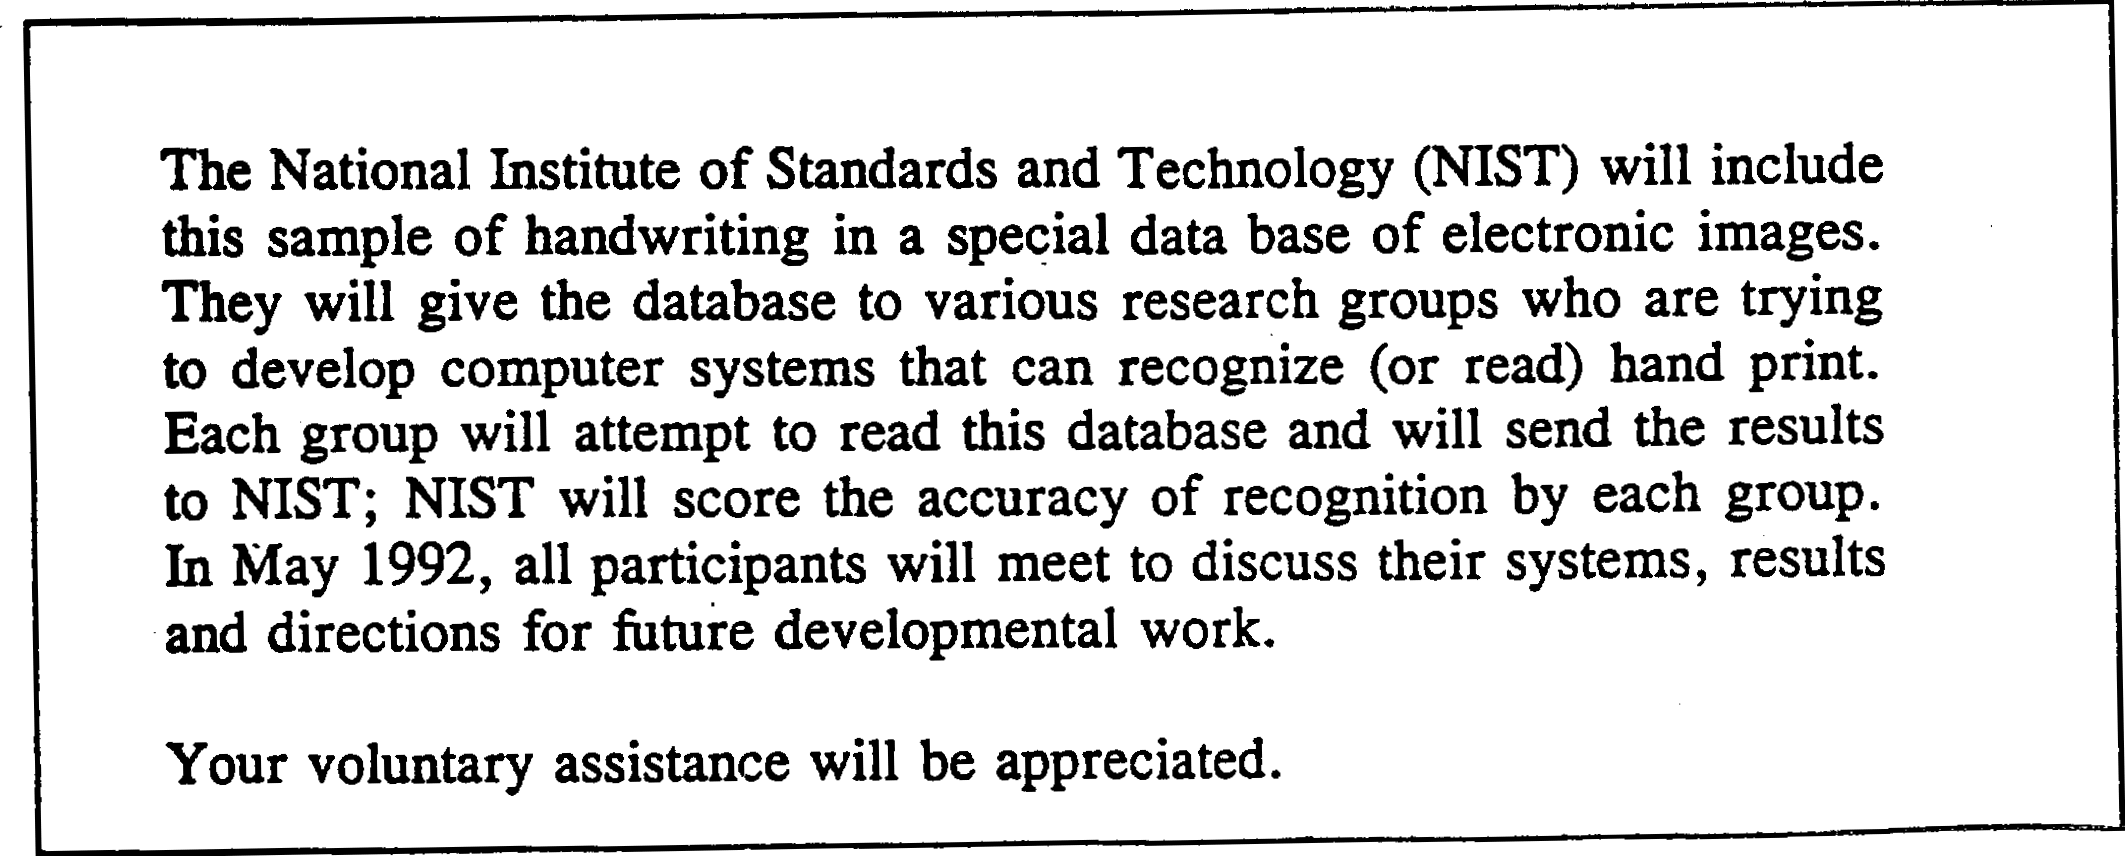 The National Institute of Standards and Technology (NIST) will include
this sample of handwriting in a special data base of electronic images.
They will give the database to various research groups who are trying
to develop computer systems that can recognize (or read) hand print.
Each group will attempt to read this database and will send the results
to NIST; NIST will score the accuracy of recognition by each group.
In May 1992, all participants will meet to discuss their systems, results
and directions for future developmental work.
Your voluntary assistance will be appreciated.